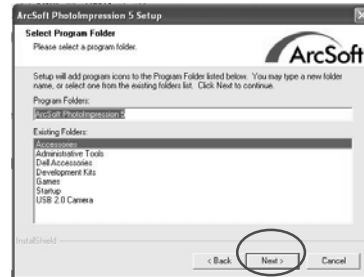 ArcSoft PhotoImpression 5 Setup
Select Program Folder
Please select a program folder.
ArcSoft
Setup will add program icons to the Program Folder listed below. You may type a new folder
name, or select one from the existing folders list. Click Next to continue.
Program Folders:
ArcSoft PhotoImpression 5
Existing Folders:
Accessories
Administrative Tools
Dell Accessories
Development Kits
Games
Startup
USB 2.0 Camera
InstallShield
< Back
Next >
Cancel